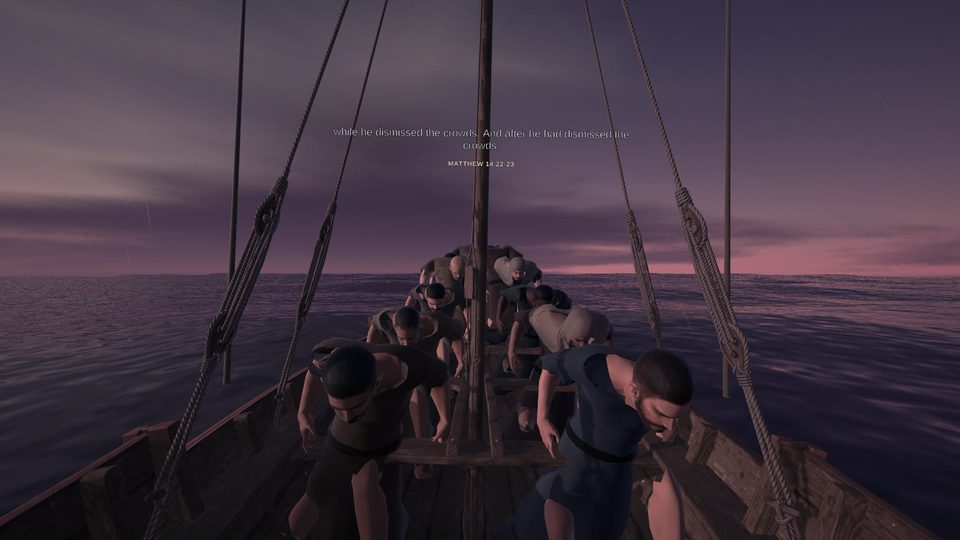 while he dismissed the crowds. And after he had dismissed the
crowds,
MATTHEW 14:22-23